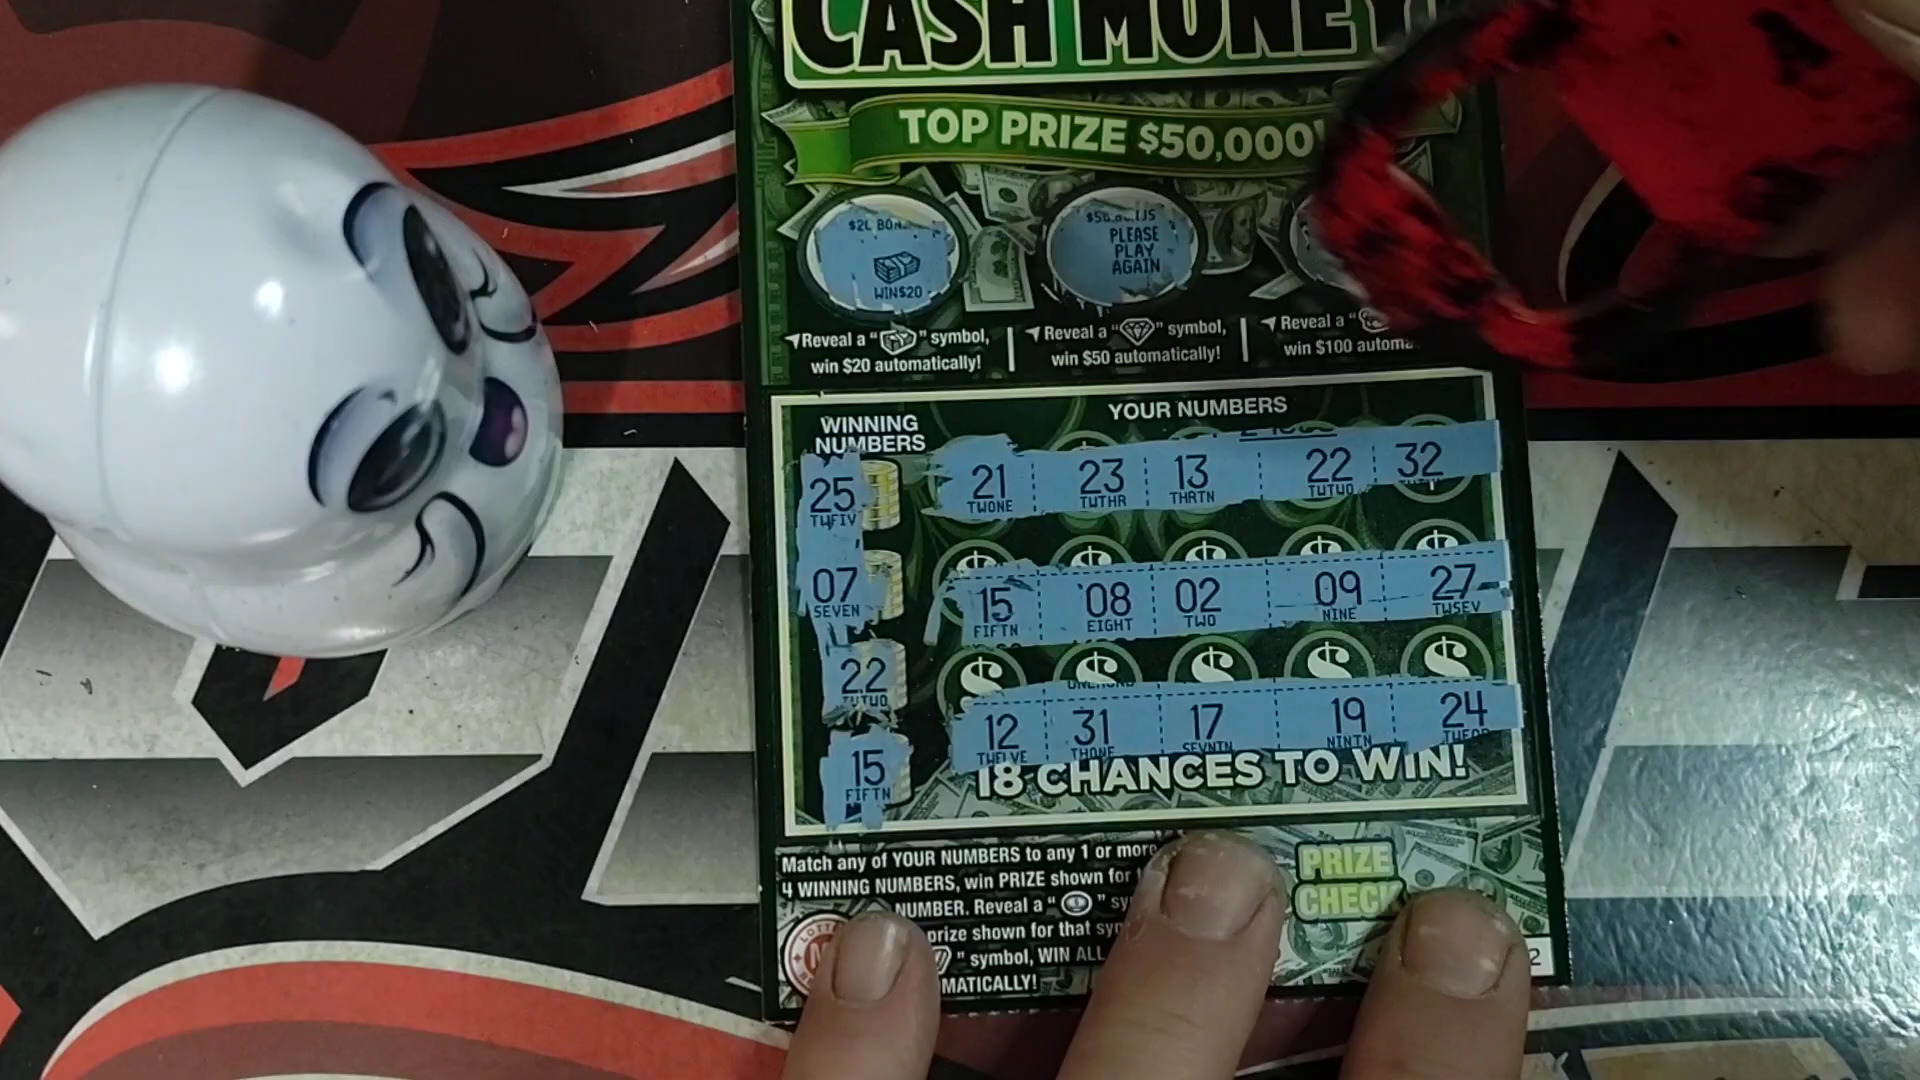 CASH MONEY
TOP PRIZE $50,000
WIN$20
PLEASE
PLAY
AGAIN
Reveal a " " symbol,
win $20 automatically!
Reveal a " " symbol,
win $50 automatically!
Reveal a "
win $100 automa
WINNING
NUMBERS
YOUR NUMBERS
25
TWFIV
07
SEVEN
22
TWTWO
15
FIFTN
21 23 13 22 32
TWONE TWTHR THRTN TWTWO
15 08 02 09 27
FIFTN EIGHT TWO NINE TWSEV
12 31 17 19 24
TWELVE THONE SEVNTN NINTN
18 CHANCES TO WIN!
Match any of YOUR NUMBERS to any 1 or more
4 WINNING NUMBERS, win PRIZE shown for
NUMBER. Reveal a " " sy
prize shown for that sym
" symbol, WIN ALL
MATICALLY!
PRIZE
CHECK
2